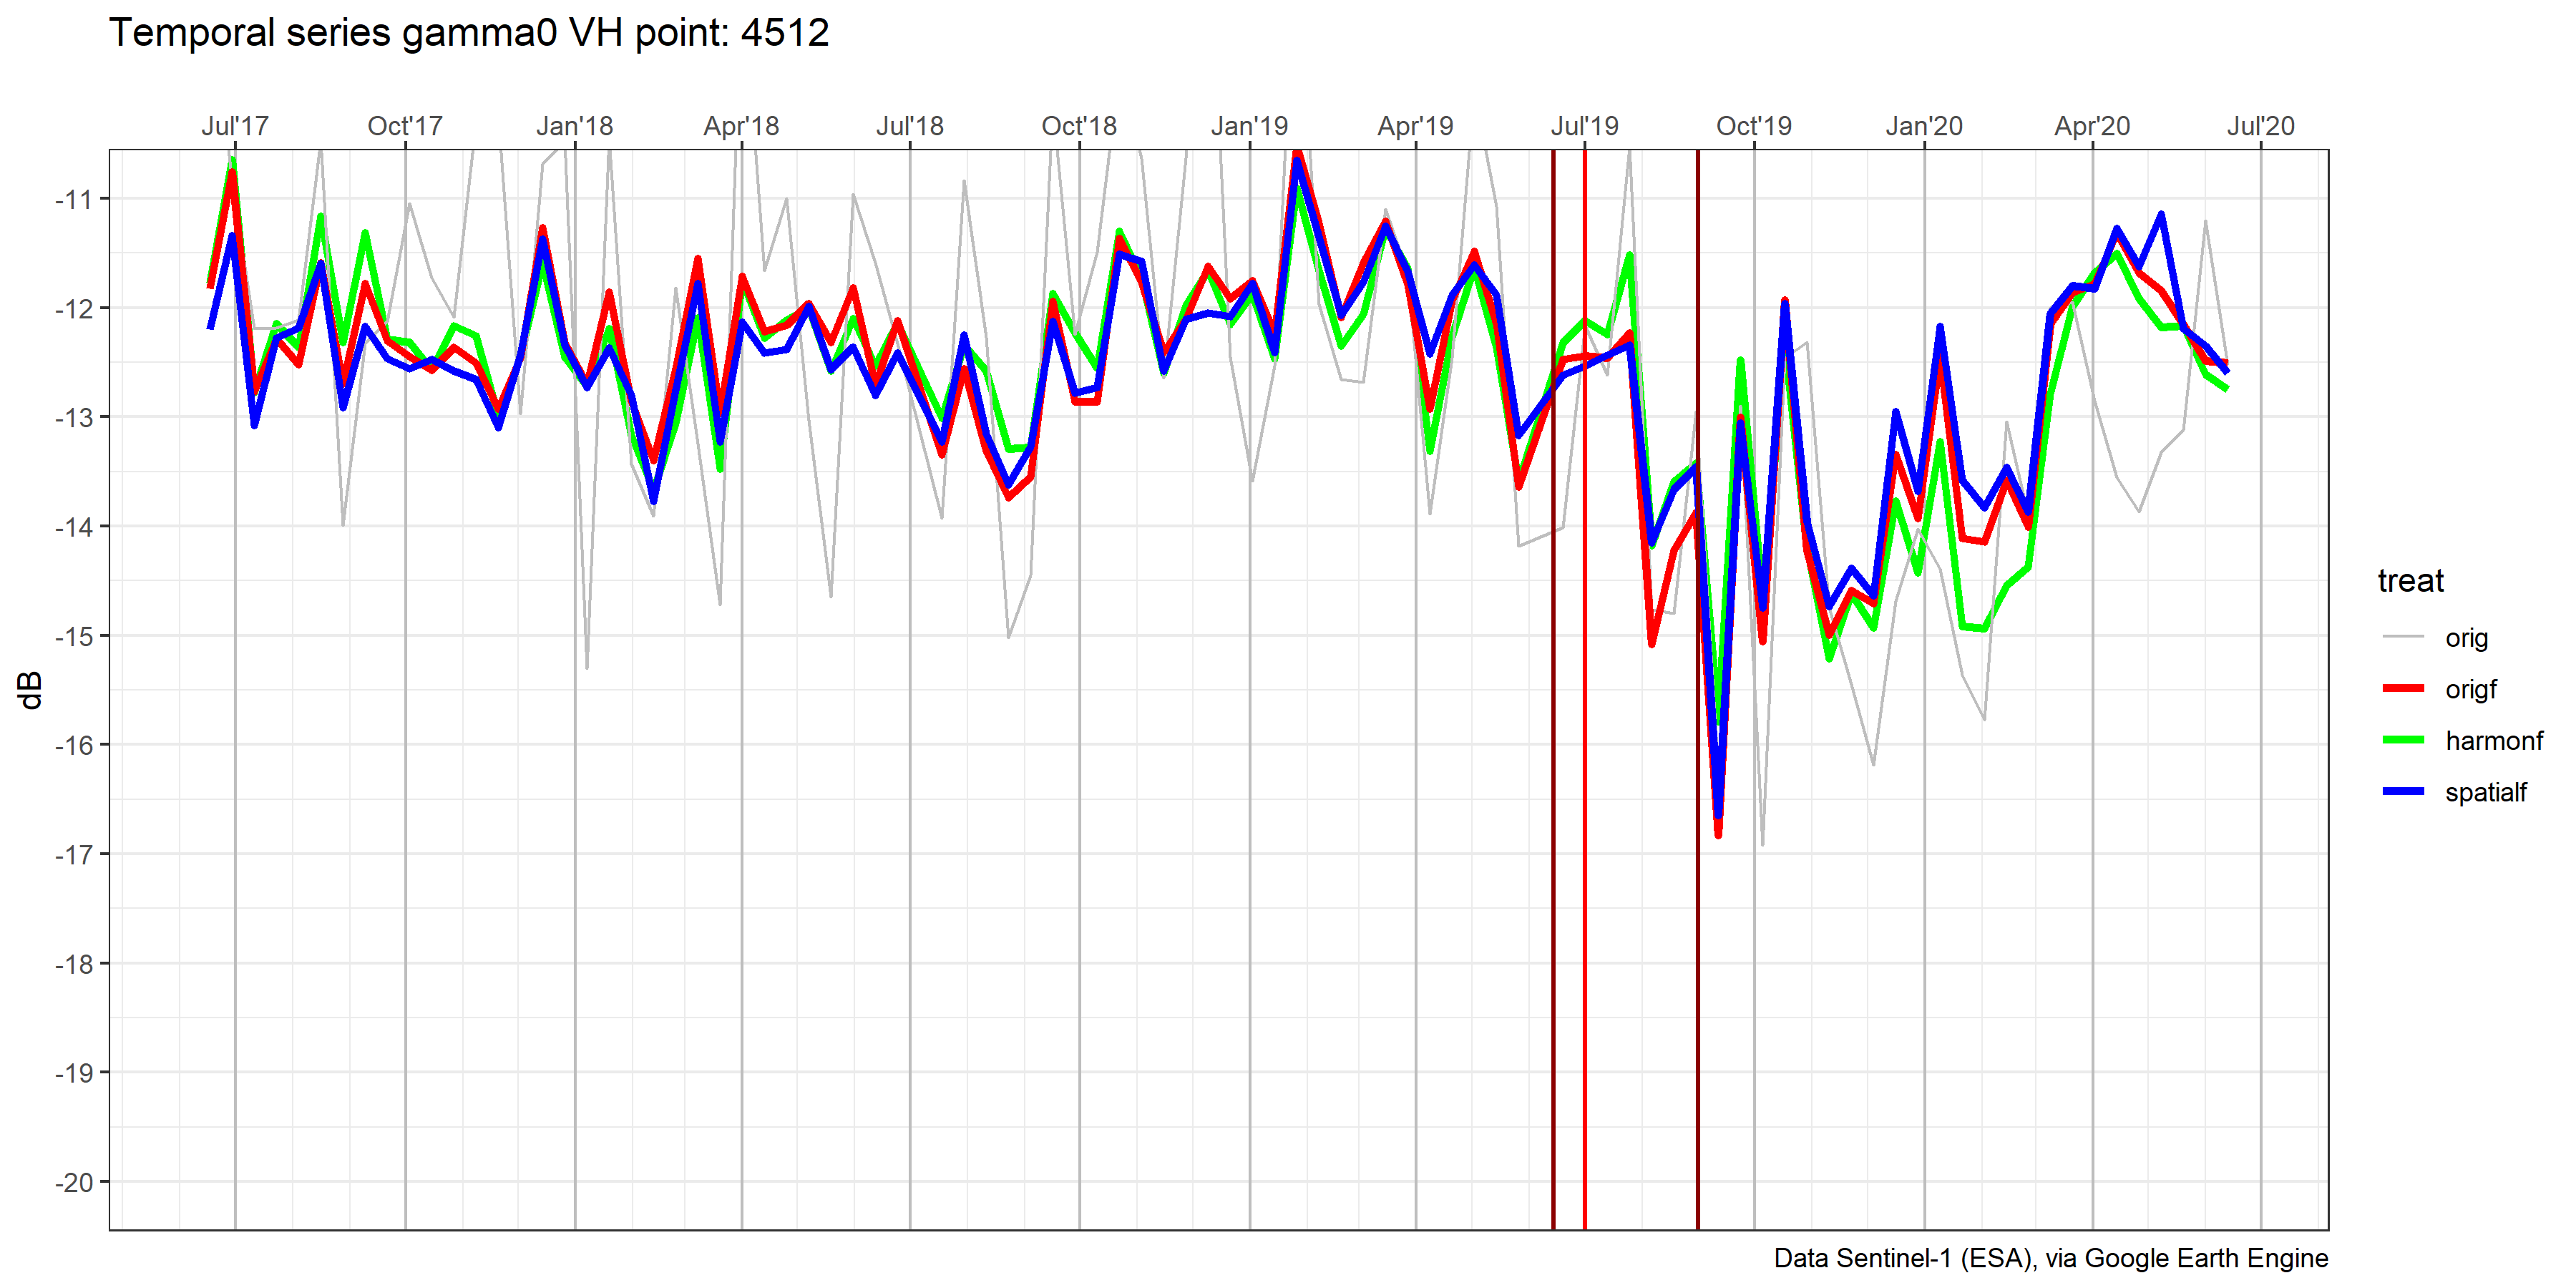 Temporal series gamma0 VH point: 4512
Jul'17 Oct'17 Jan'18 Apr'18 Jul'18 Oct'18 Jan'19 Apr'19 Jul'19 Oct'19 Jan'20 Apr'20 Jul'20
-11
-12
-13
-14
-15
-16
-17
-18
-19
-20
dB
treat
orig
origf
harmonf
spatialf
Data Sentinel-1 (ESA), via Google Earth Engine